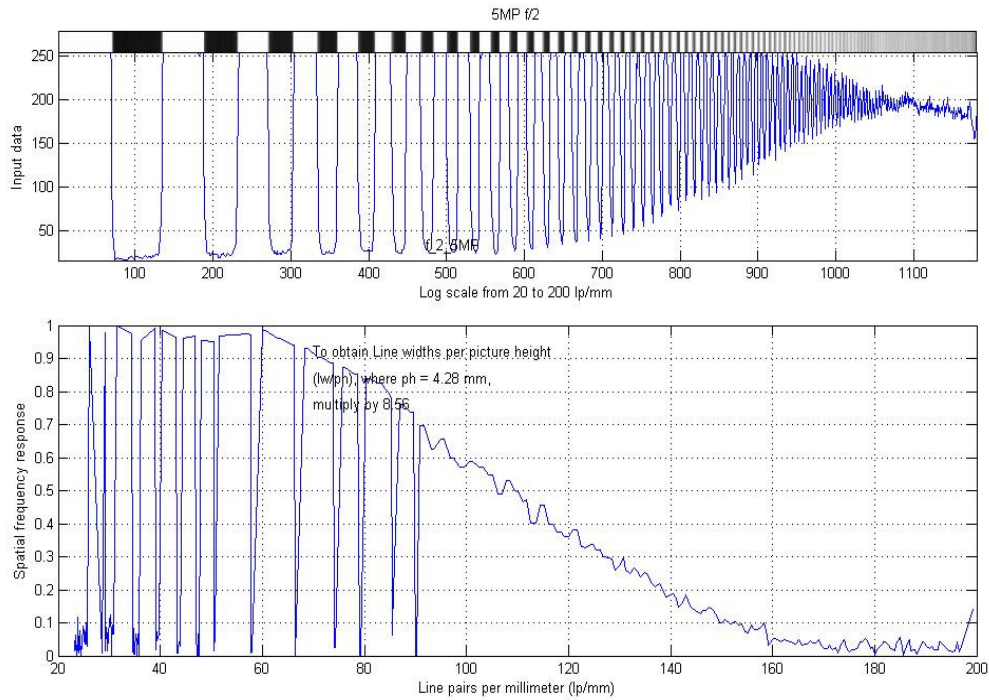 5MP f/2
250
200
150
100
50
Input data
f_2_5MP
100 200 300 400 500 600 700 800 900 1000 1100
Log scale from 20 to 200 lp/mm
1
0.9
0.8
0.7
0.6
0.5
0.4
0.3
0.2
0.1
0
Spatial frequency response
To obtain Line widths per picture height
(lw/ph), where ph = 4.28 mm,
multiply by 8.56
20 40 60 80 100 120 140 160 180 200
Line pairs per millimeter (lp/mm)